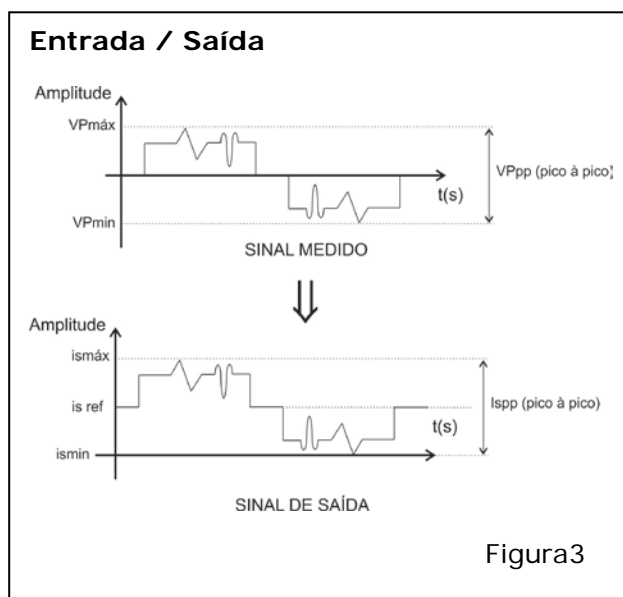 Entrada / Saída
Amplitude
VPmáx
VPpp (pico à pico)
t(s)
VPmin
SINAL MEDIDO
Amplitude
ismáx
is ref
Ispp (pico à pico)
t(s)
ismin
SINAL DE SAÍDA
Figura3